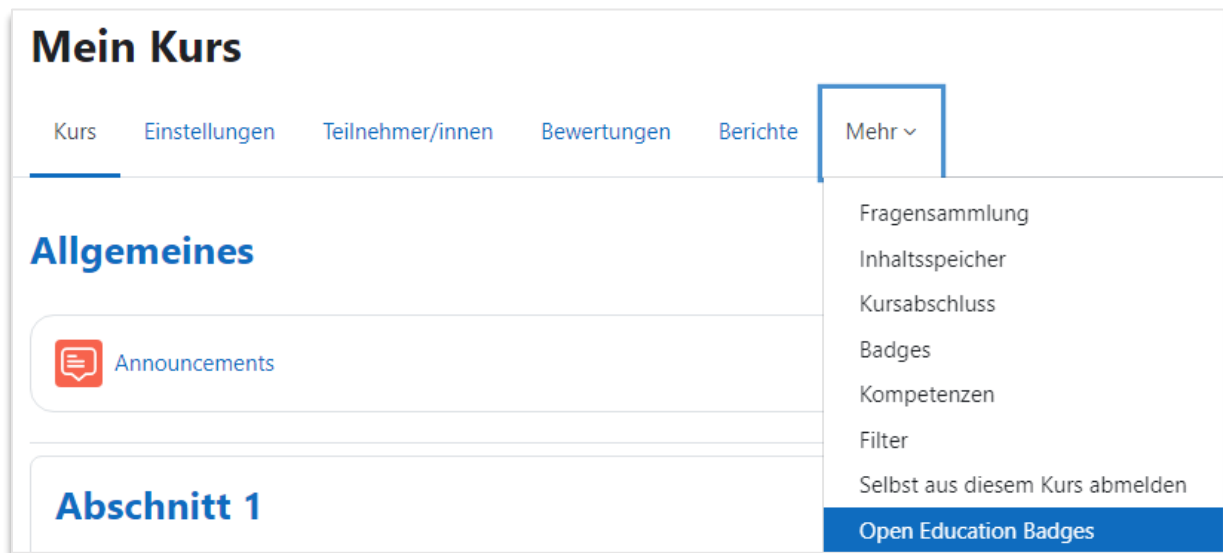 Mein Kurs
Kurs Einstellungen Teilnehmer/innen Bewertungen Berichte Mehr
Allgemeines
Announcements
Abschnitt 1
Fragensammlung
Inhaltsspeicher
Kursabschluss
Badges
Kompetenzen
Filter
Selbst aus diesem Kurs abmelden
Open Education Badges